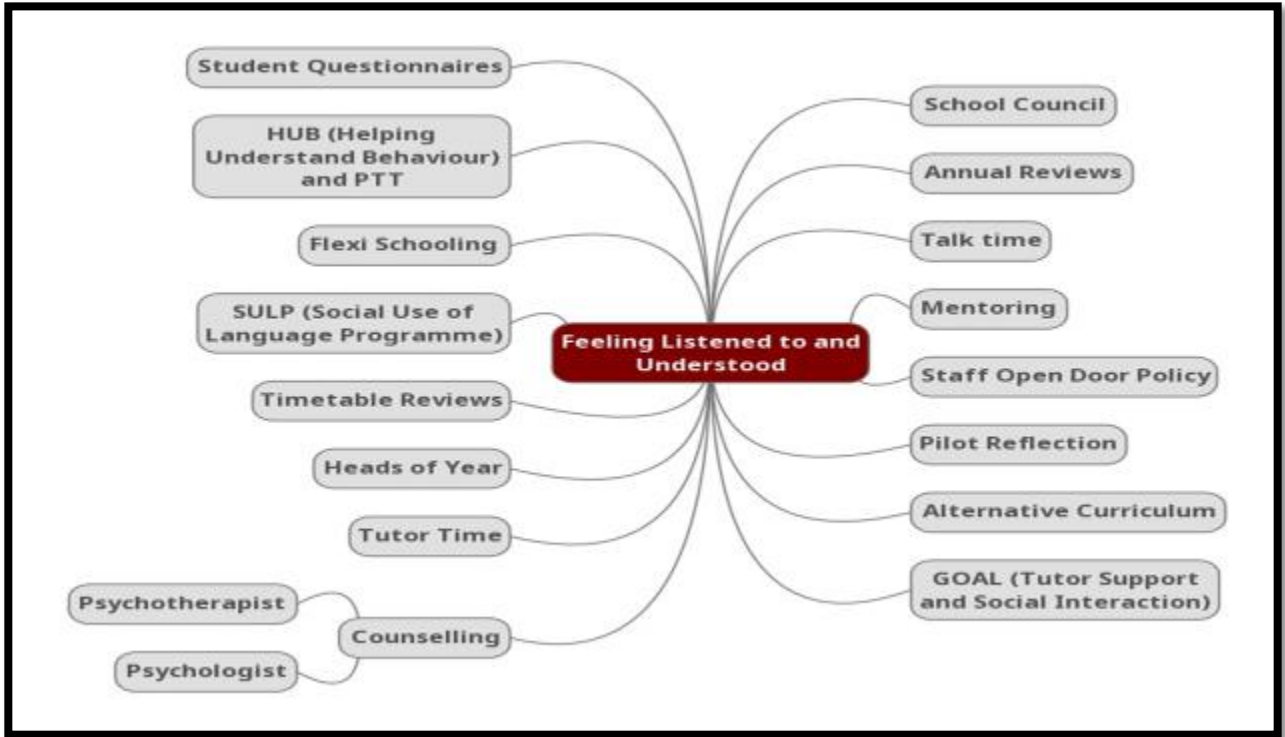 Student Questionnaires
HUB (Helping
Understand Behaviour)
and PTT
Flexi Schooling
SULP (Social Use of
Language Programme)
Timetable Reviews
Heads of Year
Tutor Time
Counselling
Psychotherapist
Psychologist
Feeling Listened to and
Understood
School Council
Annual Reviews
Talk time
Mentoring
Staff Open Door Policy
Pilot Reflection
Alternative Curriculum
GOAL (Tutor Support
and Social Interaction)